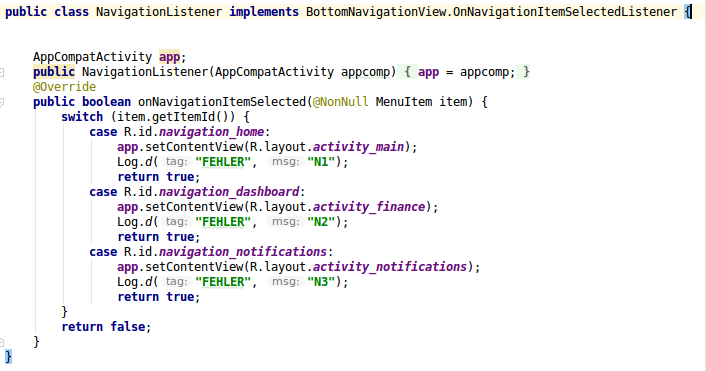 public class NavigationListener implements BottomNavigationView.OnNavigationItemSelectedListener {
AppCompatActivity app;
public NavigationListener(AppCompatActivity appcomp) { app = appcomp; }
@Override
public boolean onNavigationItemSelected(@NonNull MenuItem item) {
switch (item.getItemId()) {
case R.id.navigation_home:
app.setContentView(R.layout.activity_main);
Log.d( tag: "FEHLER", msg: "N1");
return true;
case R.id.navigation_dashboard:
app.setContentView(R.layout.activity_finance);
Log.d( tag: "FEHLER", msg: "N2");
return true;
case R.id.navigation_notifications:
app.setContentView(R.layout.activity_notifications);
Log.d( tag: "FEHLER", msg: "N3");
return true;
}
return false;
}
}